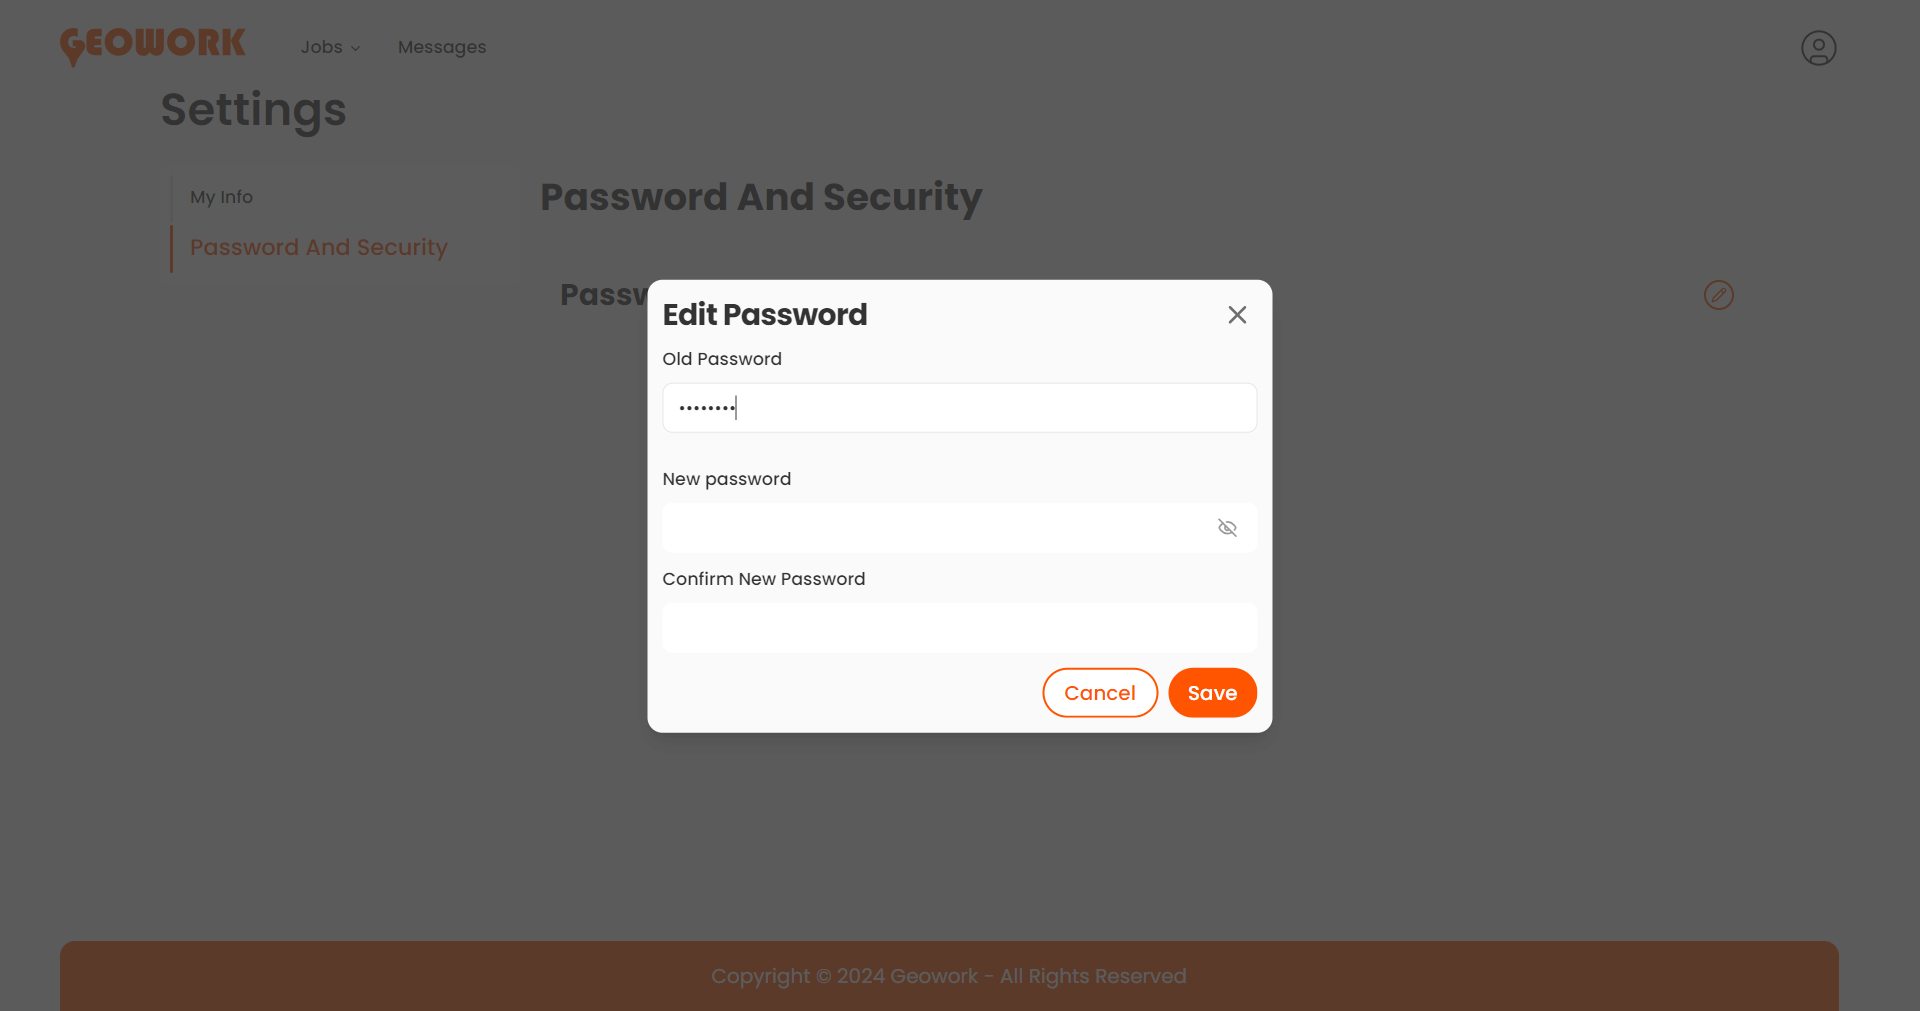 GEOWORK
Jobs
Messages
Settings
My Info
Password And Security
Password And Security
Edit Password
Old Password
••••••••
New password
Confirm New Password
Cancel
Save
Copyright © 2024 Geowork - All Rights Reserved